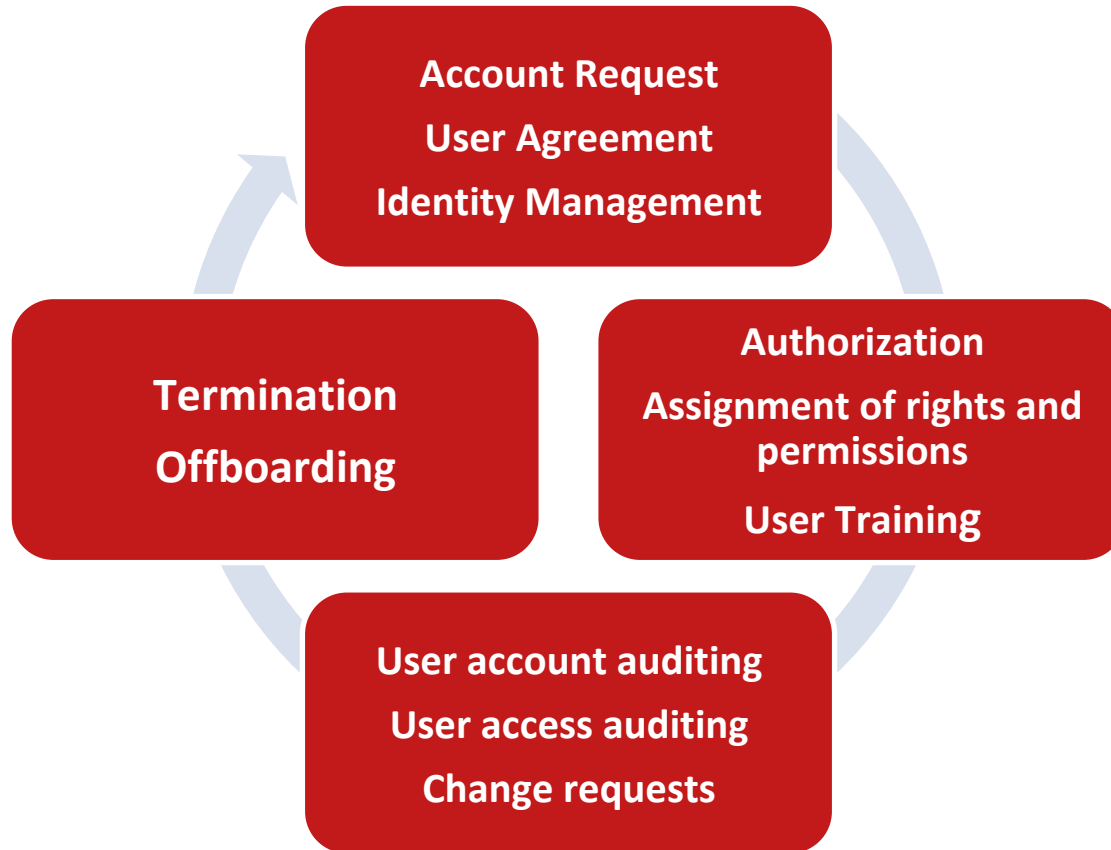 Account Request
User Agreement
Identity Management
Termination
Offboarding
Authorization
Assignment of rights and
permissions
User Training
User account auditing
User access auditing
Change requests